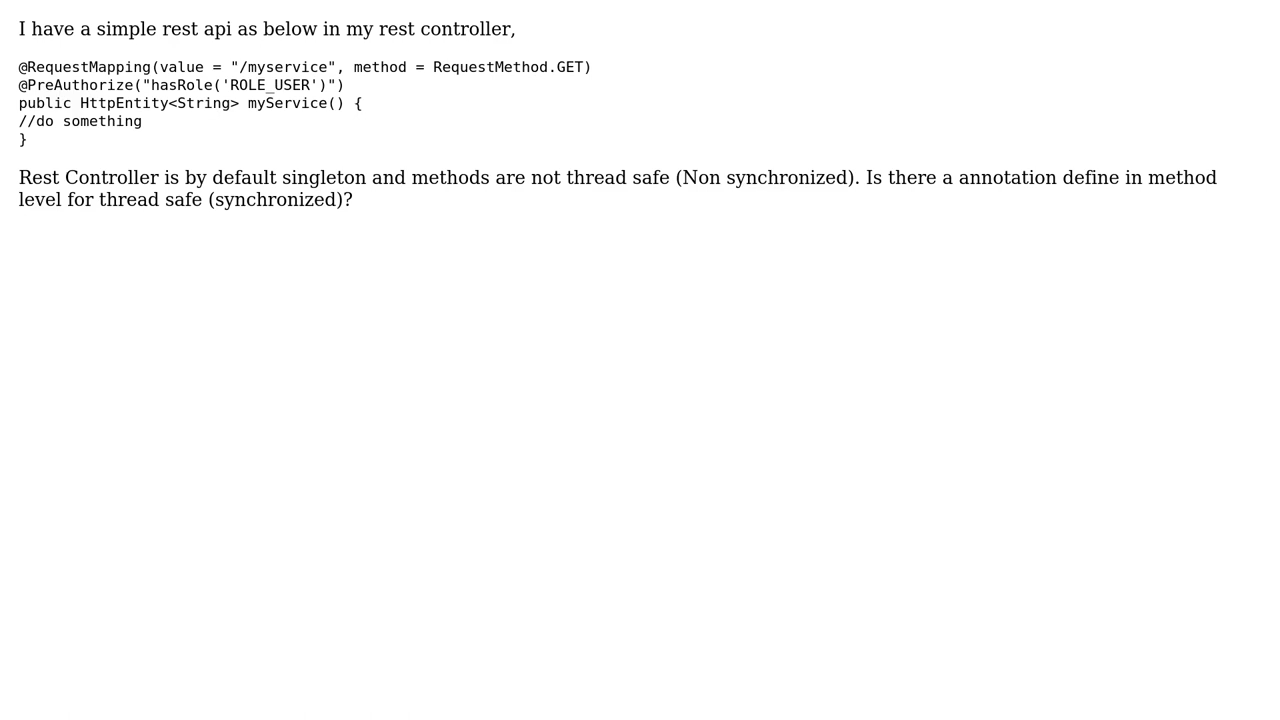 I have a simple rest api as below in my rest controller,
@RequestMapping(value = "/myservice", method = RequestMethod.GET)
@PreAuthorize("hasRole('ROLE_USER')")
public HttpEntity<String> myService() {
//do something
}
Rest Controller is by default singleton and methods are not thread safe (Non synchronized). Is there a annotation define in method
level for thread safe (synchronized)?